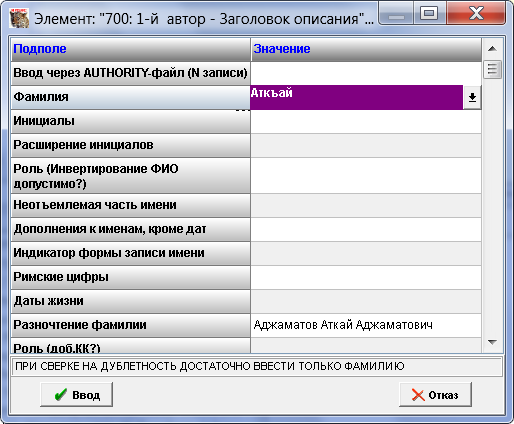 Элемент: "700: 1-й автор - Заголовок описания"...
Подполе Значение
Ввод через AUTHORITY-файл (N записи)
Фамилия Аткъай
Инициалы
Расширение инициалов
Роль (Инвертирование ФИО
допустимо?)
Неотъемлемая часть имени
Дополнения к именам, кроме дат
Индикатор формы записи имени
Римские цифры
Даты жизни
Разночтение фамилии Аджаматов Аткай Аджаматович
Роль (доб.КК?)
ПРИ СВЕРКЕ НА ДУБЛЕТНОСТЬ ДОСТАТОЧНО ВВЕСТИ ТОЛЬКО ФАМИЛИЮ
Ввод Отказ